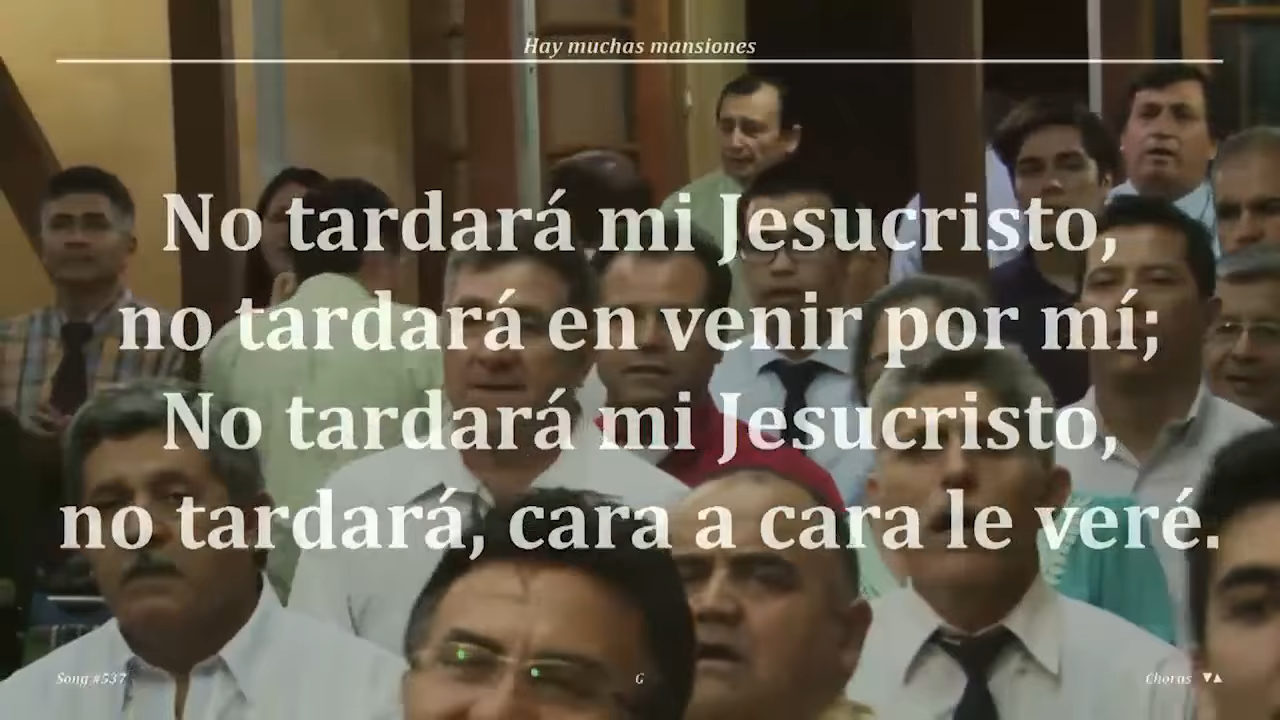 Hay muchas mansiones
No tardará mi Jesucristo,
no tardará en venir por mí;
No tardará mi Jesucristo,
no tardará, cara a cara le veré.
Song #537
G
Chorus ▼▲